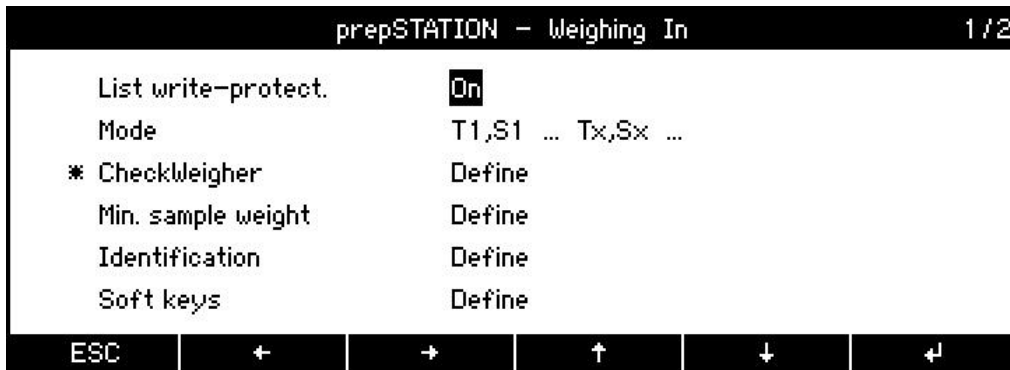 prepSTATION – Weighing In 1/2
List write-protect. On
Mode T1,S1 ... Tx,Sx ...
* CheckWeigher Define
Min. sample weight Define
Identification Define
Soft keys Define
ESC ← → ↑ ↓ ↵